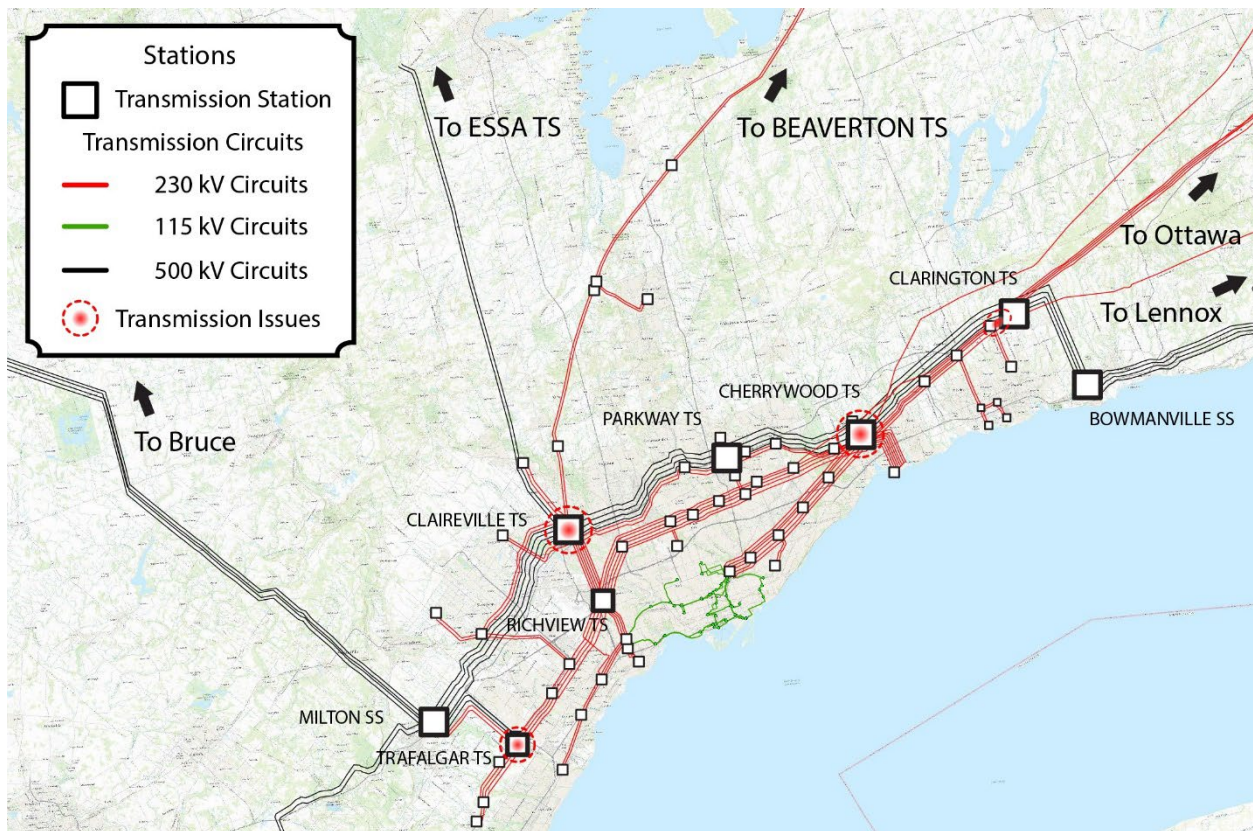 Stations
Transmission Station
Transmission Circuits
230 kV Circuits
115 kV Circuits
500 kV Circuits
Transmission Issues
To ESSA TS
To BEAVERTON TS
To Ottawa
CLARINGTON TS
To Lennox
CHERRYWOOD TS
PARKWAY TS
BOWMANVILLE SS
To Bruce
CLAIREVILLE TS
RICHVIEW TS
MILTON SS
TRAFALGAR TS